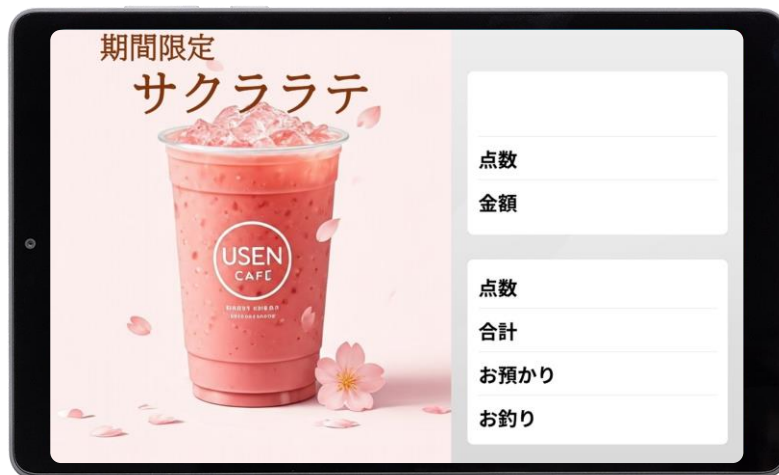 期間限定
サクララテ
USEN
CAFE
点数
金額
点数
合計
お預かり
お釣り